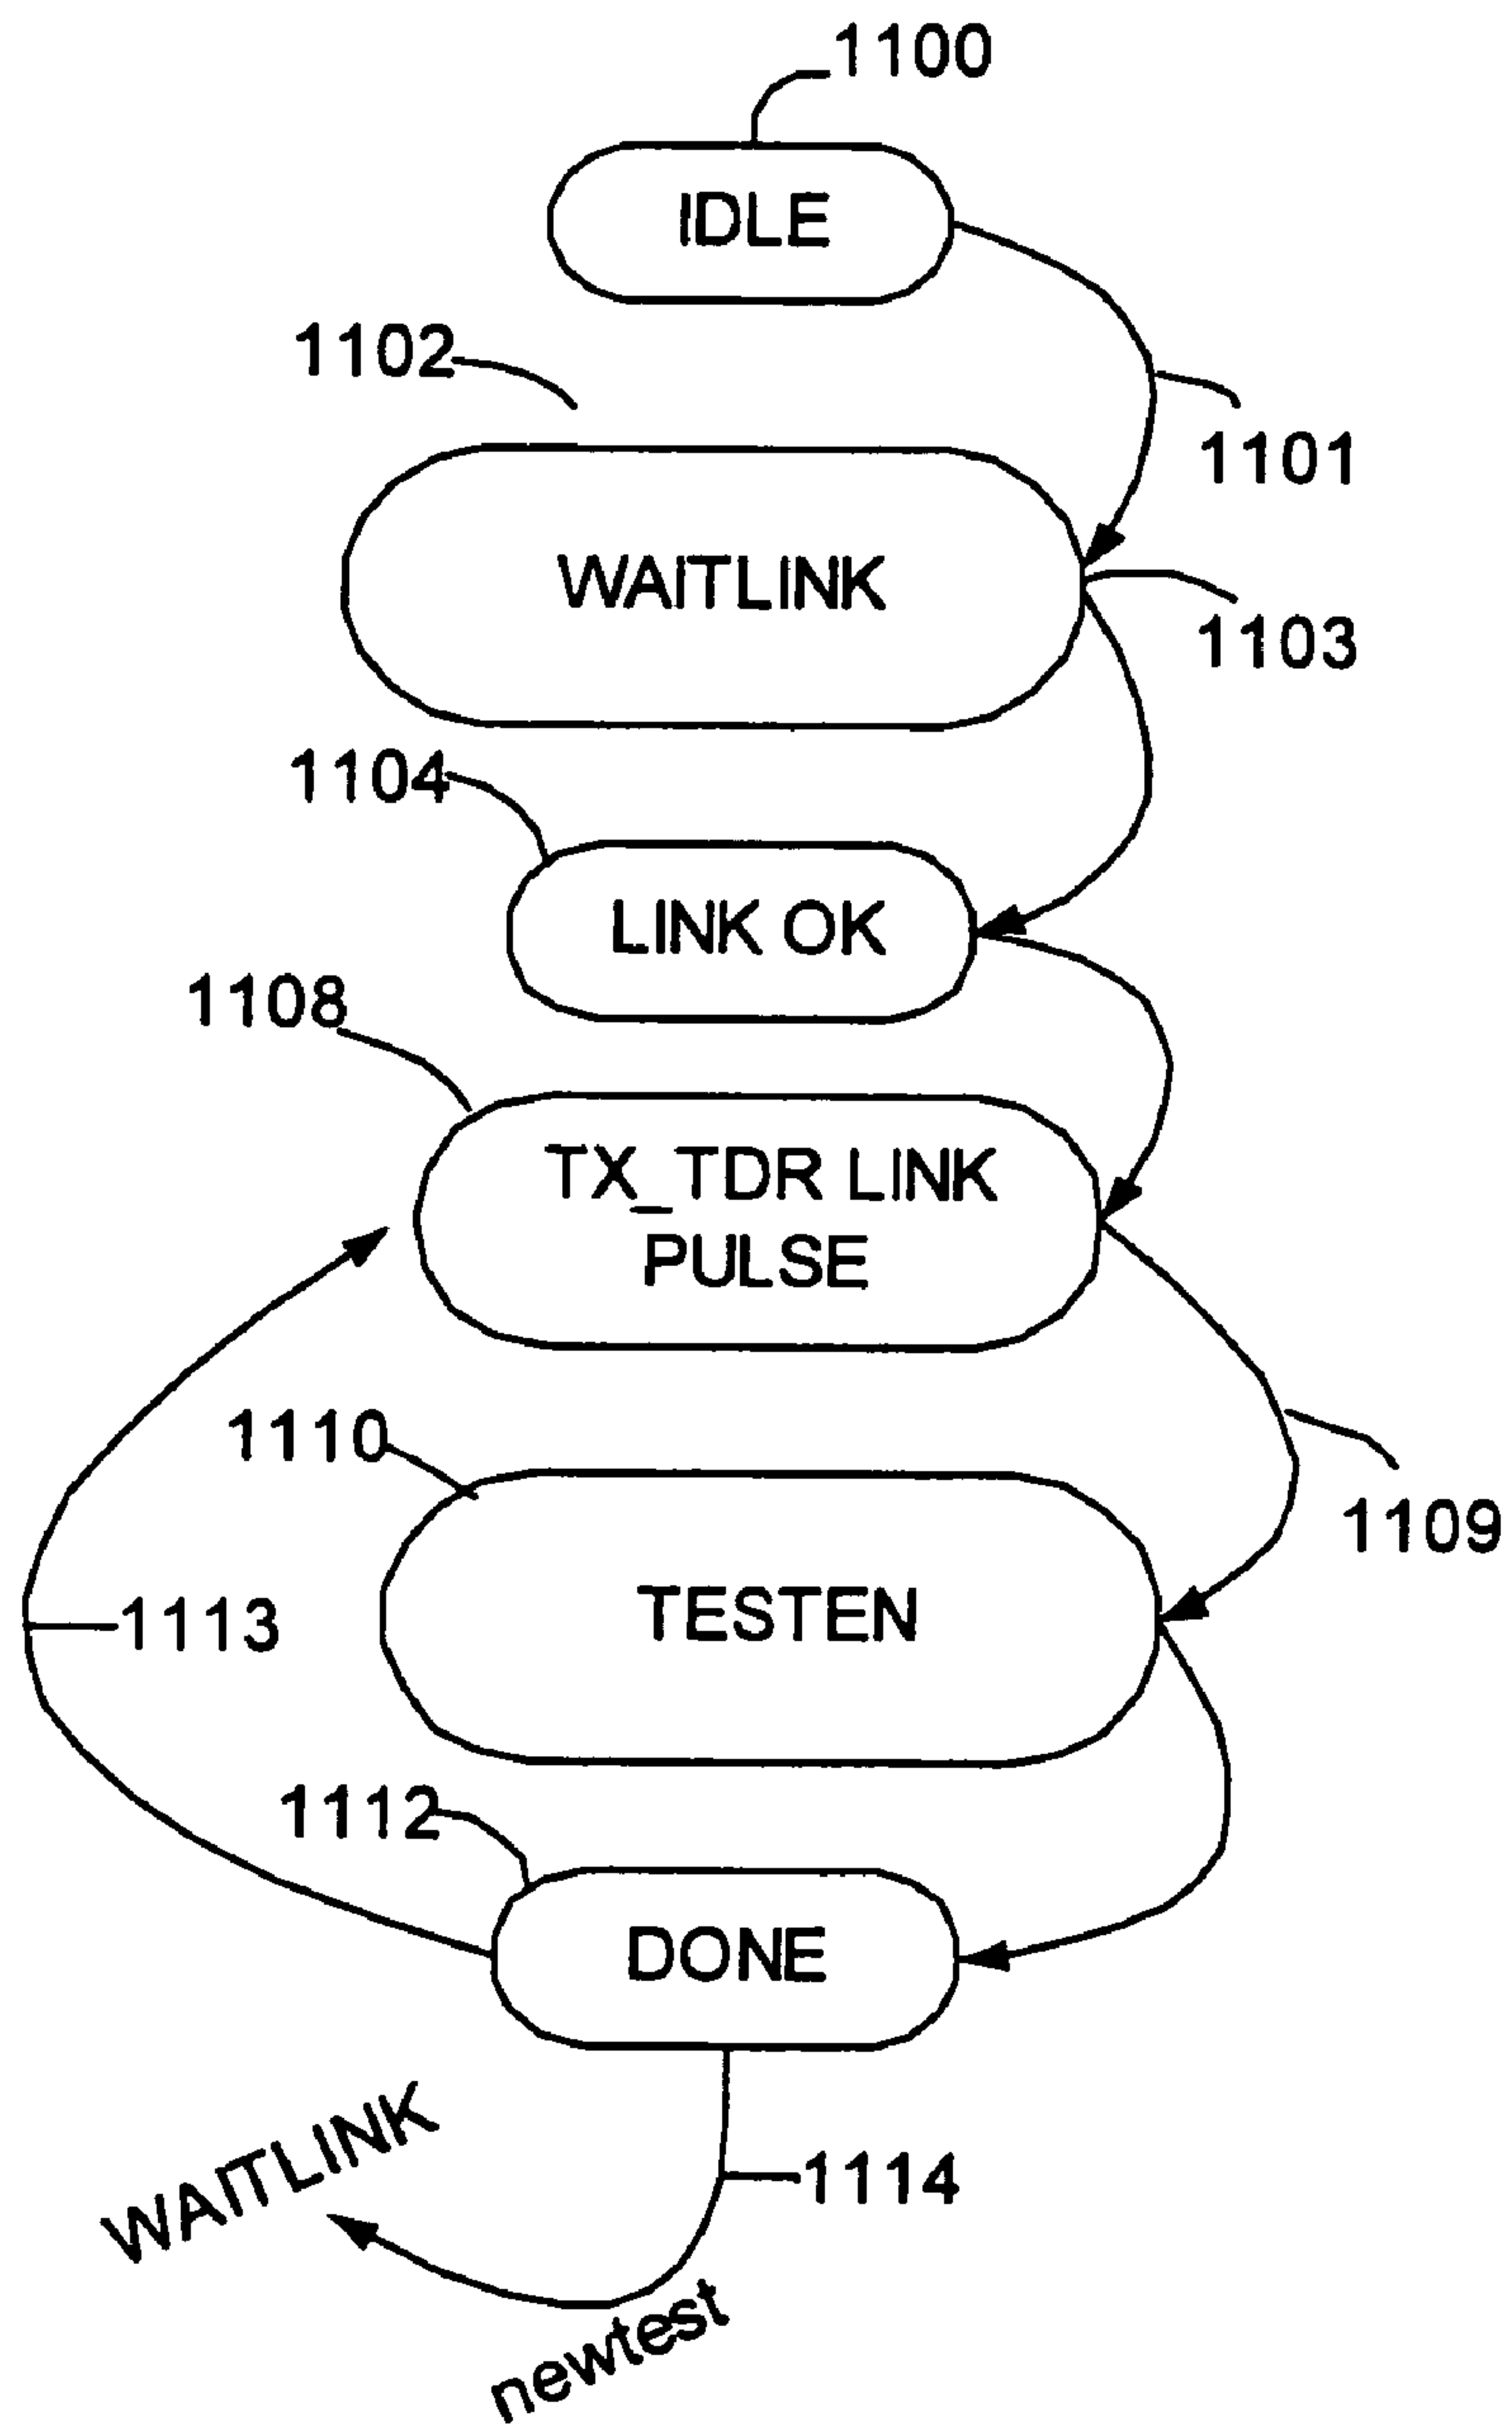 1100
IDLE
1102
1101
WAITLINK
1103
1104
LINK OK
1108
TX_TDR LINK
PULSE
1110
1109
TESTEN
1113
1112
DONE
WAITLINK
1114
newtest